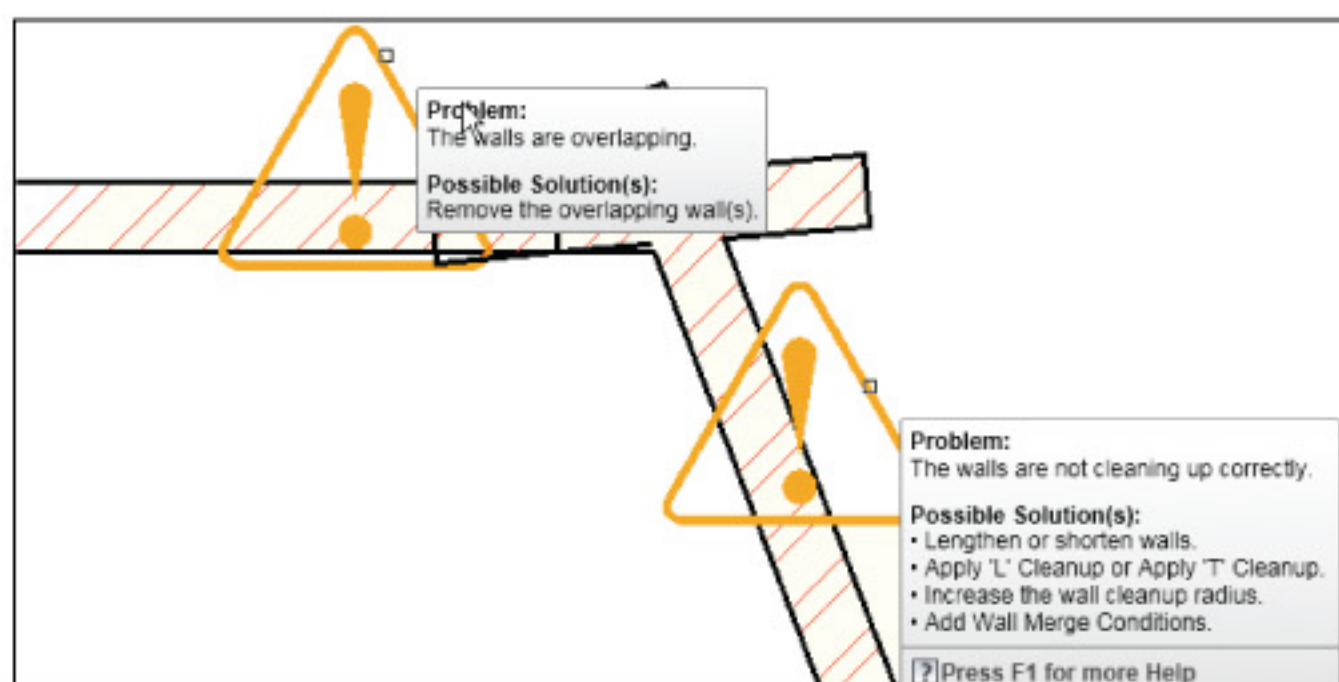 Problem:
The walls are overlapping.
Possible Solution(s):
Remove the overlapping wall(s).
Problem:
The walls are not cleaning up correctly.
Possible Solution(s):
• Lengthen or shorten walls.
• Apply 'L' Cleanup or Apply 'T' Cleanup.
• Increase the wall cleanup radius.
• Add Wall Merge Conditions.
? Press F1 for more Help